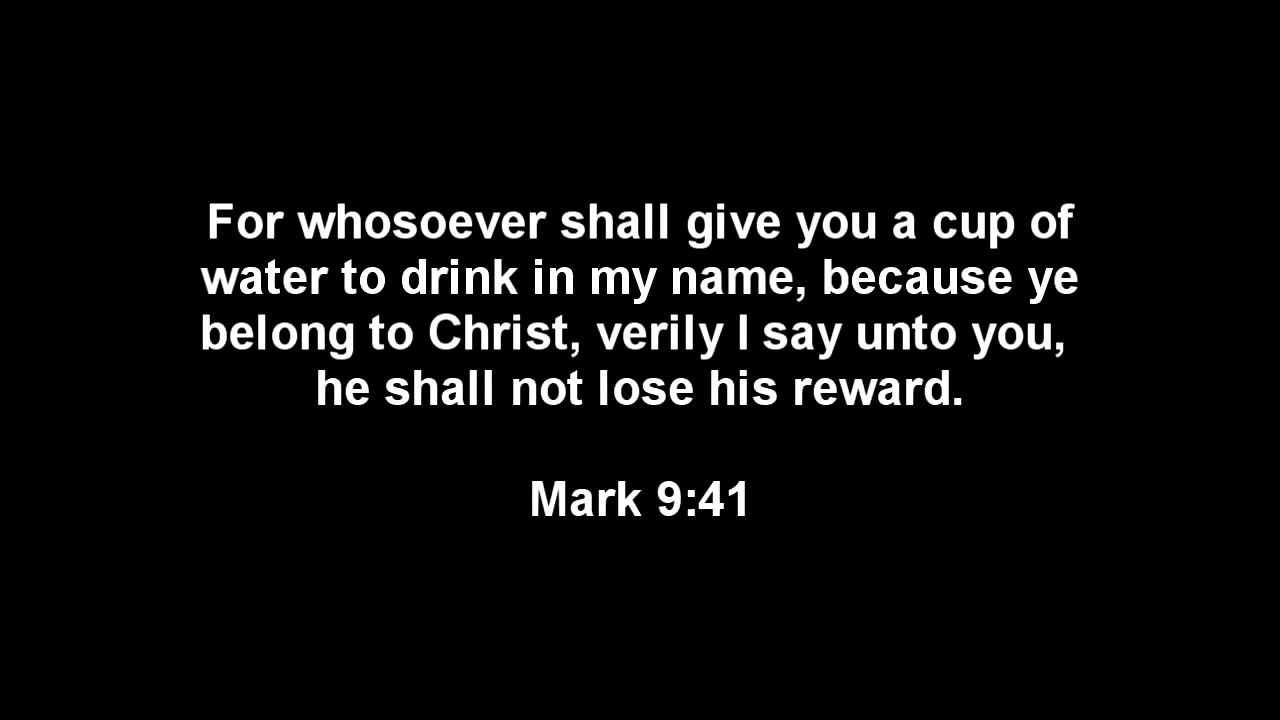 For whosoever shall give you a cup of
water to drink in my name, because ye
belong to Christ, verily I say unto you,
he shall not lose his reward.
Mark 9:41